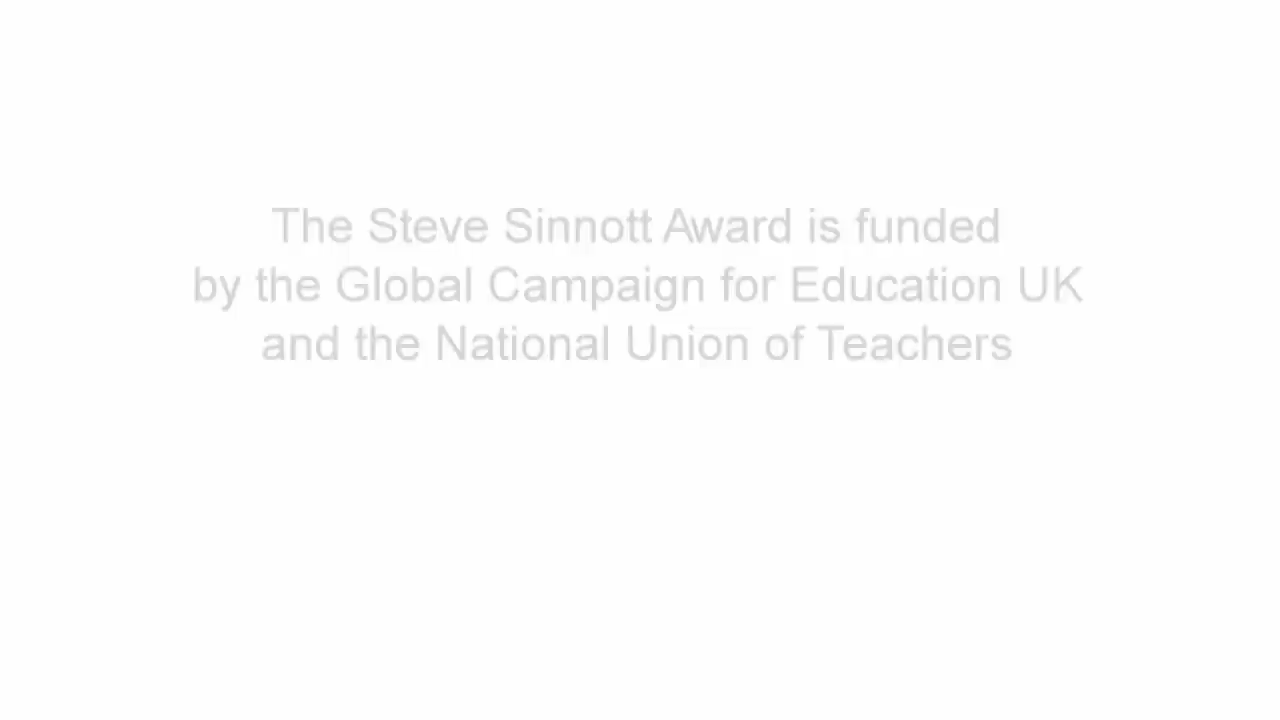 The Steve Sinnott Award is funded
by the Global Campaign for Education UK
and the National Union of Teachers